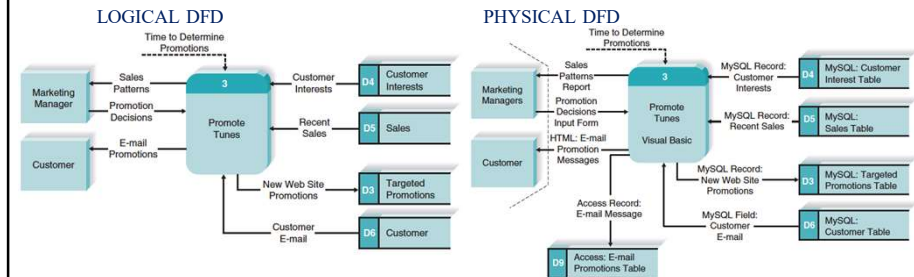 LOGICAL DFD
Time to Determine
Promotions
Marketing
Manager
Sales
Patterns
Promotion
Decisions
Customer
E-mail
Promotions
3
Promote
Tunes
Customer
Interests
D4
Customer
Interests
Recent
Sales
D5
Sales
New Web Site
Promotions
D3
Targeted
Promotions
Customer
E-mail
D6
Customer
PHYSICAL DFD
Time to Determine
Promotions
Marketing
Managers
Sales
Patterns
Report
Promotion
Decisions
Input Form
Customer
HTML: E-mail
Promotion
Messages
3
Promote
Tunes
Visual Basic
MySQL Record:
Customer
Interests
D4
MySQL: Customer
Interest Table
MySQL Record:
Recent Sales
D5
MySQL:
Sales Table
MySQL Record:
New Web Site
Promotions
D3
MySQL: Targeted
Promotions Table
MySQL Field:
Customer
E-mail
D6
MySQL:
Customer Table
Access Record:
E-mail Message
D9
Access: E-mail
Promotions Table